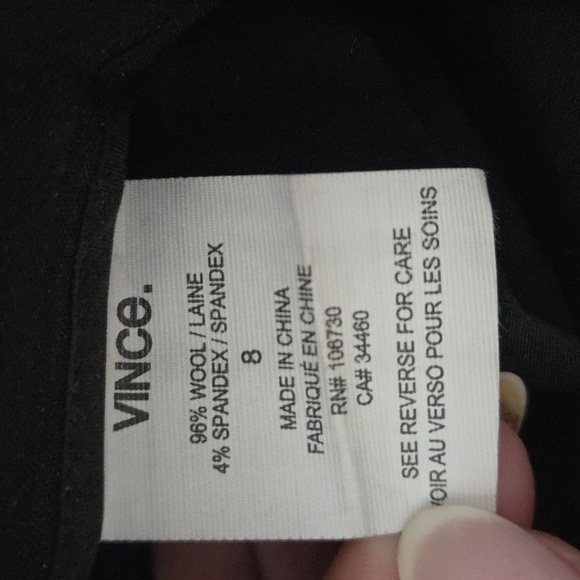 VINCE.
96% WOOL / LAINE
4% SPANDEX / SPANDEX
8
MADE IN CHINA
FABRIQUÉ EN CHINE
RN# 106730
CA# 34460
SEE REVERSE FOR CARE
VOIR AU VERSO POUR LES SOINS